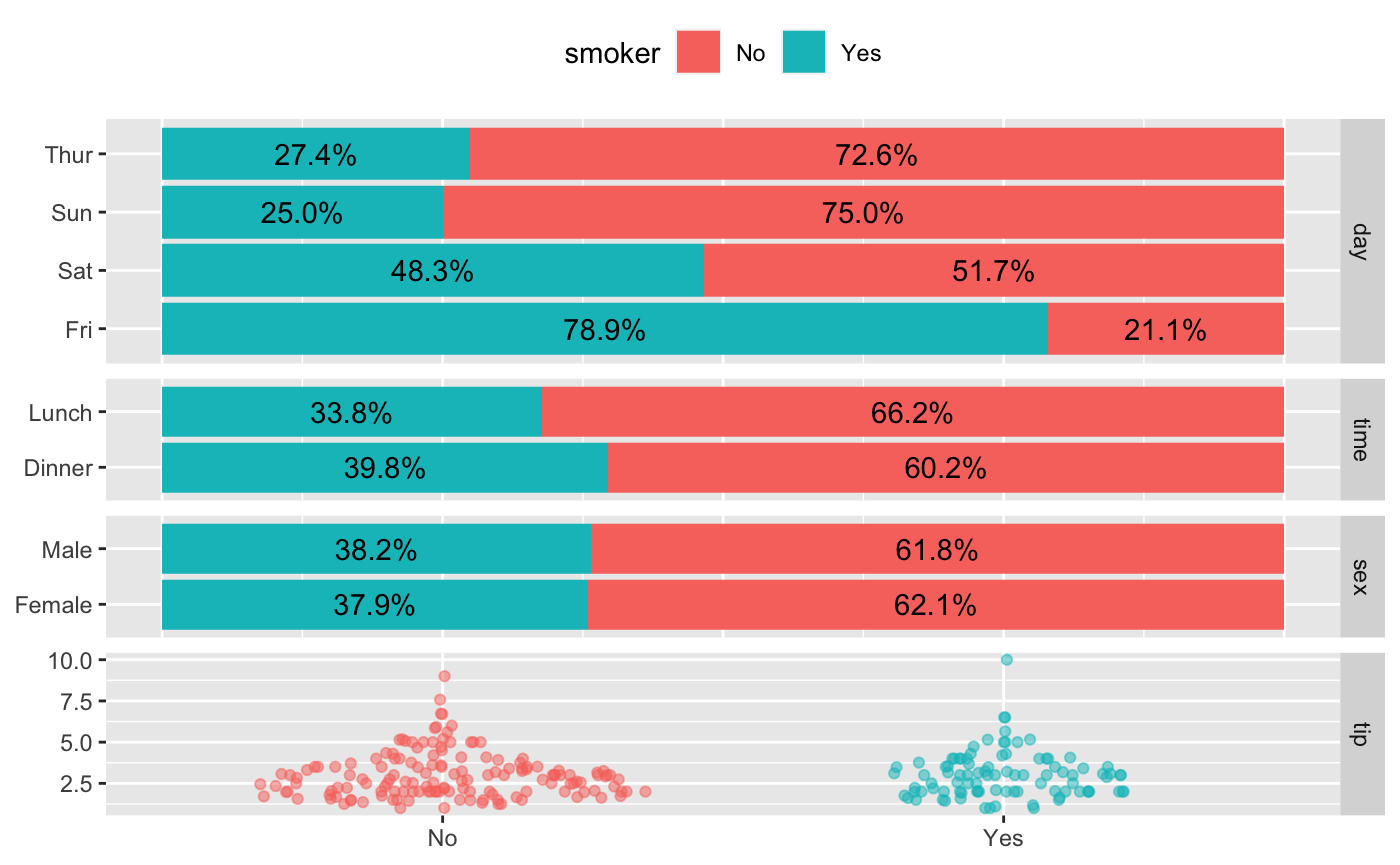 smoker No Yes
Thur 27.4% 72.6%
Sun 25.0% 75.0%
Sat 48.3% 51.7%
Fri 78.9% 21.1%
day
Lunch 33.8% 66.2%
Dinner 39.8% 60.2%
time
Male 38.2% 61.8%
Female 37.9% 62.1%
sex
10.0
7.5
5.0
2.5
tip
No Yes